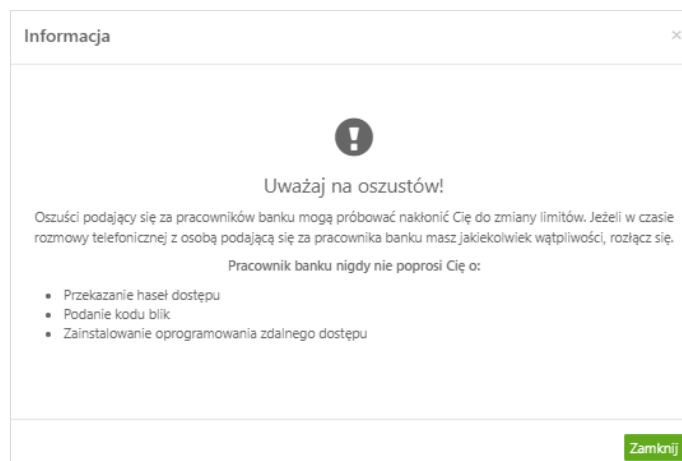 Informacja
×
Uważaj na oszustów!
Oszuści podający się za pracowników banku mogą próbować nakłonić Cię do zmiany limitów. Jeżeli w czasie
rozmowy telefonicznej z osobą podającą się za pracownika banku masz jakiekolwiek wątpliwości, rozłącz się.
Pracownik banku nigdy nie poprosi Cię o:
• Przekazanie haseł dostępu
• Podanie kodu blik
• Zainstalowanie oprogramowania zdalnego dostępu
Zamknij